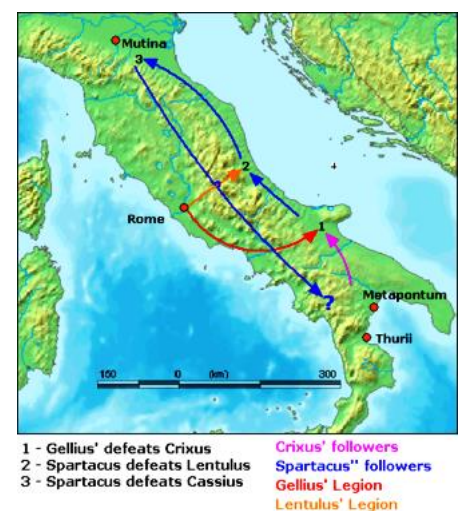 Mutina
3
2
?
Rome
1
Metapontum
?
Thurii
150 0 (km) 300
1 - Gellius' defeats Crixus
2 - Spartacus defeats Lentulus
3 - Spartacus defeats Cassius
Crixus' followers
Spartacus'' followers
Gellius' Legion
Lentulus' Legion